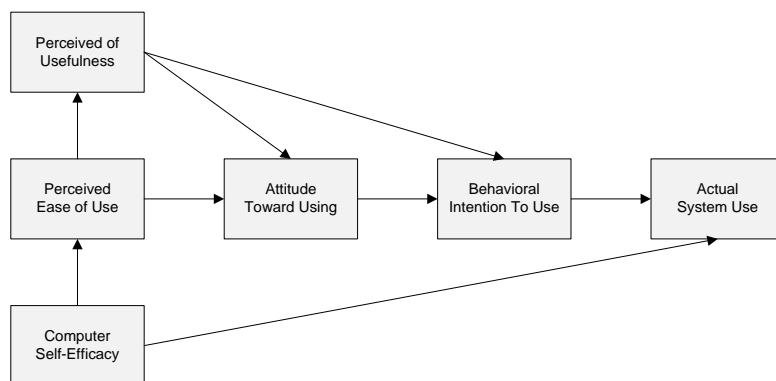 Perceived of
Usefulness
Perceived
Ease of Use
Attitude
Toward Using
Behavioral
Intention To Use
Actual
System Use
Computer
Self-Efficacy